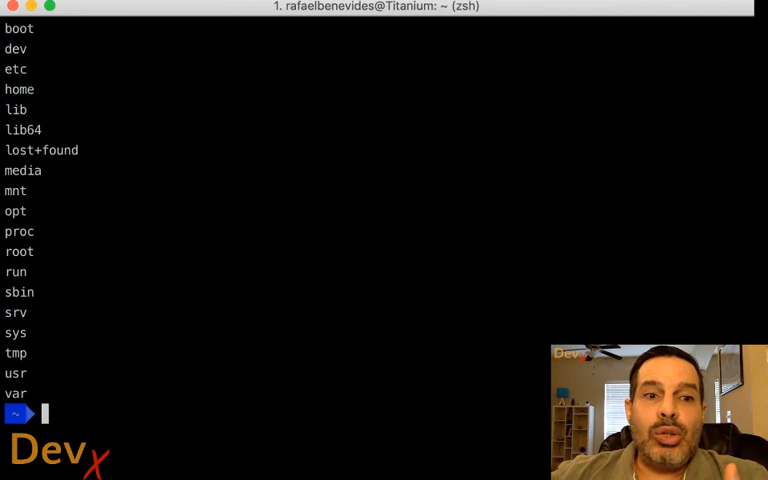 1. rafaelbenevides@Titanium: ~ (zsh)
boot
dev
etc
home
lib
lib64
lost+found
media
mnt
opt
proc
root
run
sbin
srv
sys
tmp
usr
var
~
Devx
Dev